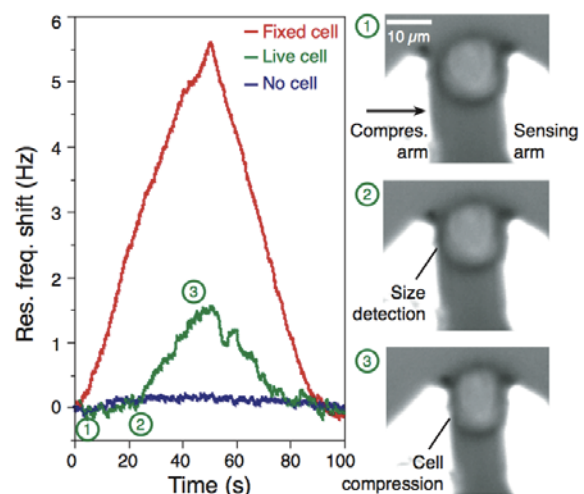 Res. freq. shift (Hz)
6
5
4
3
2
1
0
Fixed cell
Live cell
No cell
3
1
2
0
20
40
60
80
100
Time (s)
1
10 µm
Compres.
arm
Sensing
arm
2
Size
detection
3
Cell
compression